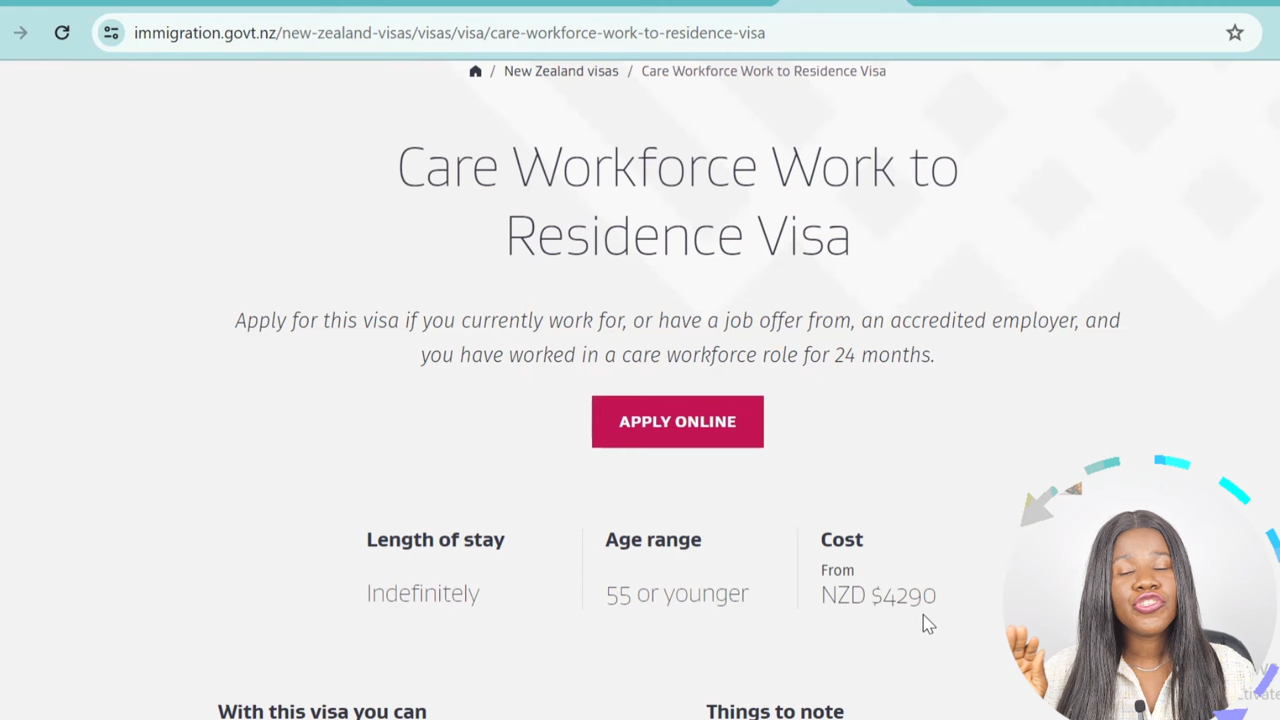 immigration.govt.nz/new-zealand-visas/visas/visa/care-workforce-work-to-residence-visa
/ New Zealand visas / Care Workforce Work to Residence Visa
Care Workforce Work to
Residence Visa
Apply for this visa if you currently work for, or have a job offer from, an accredited employer, and
you have worked in a care workforce role for 24 months.
APPLY ONLINE
Length of stay
Indefinitely
Age range
55 or younger
Cost
From
NZD $4290
With this visa you can
Things to note